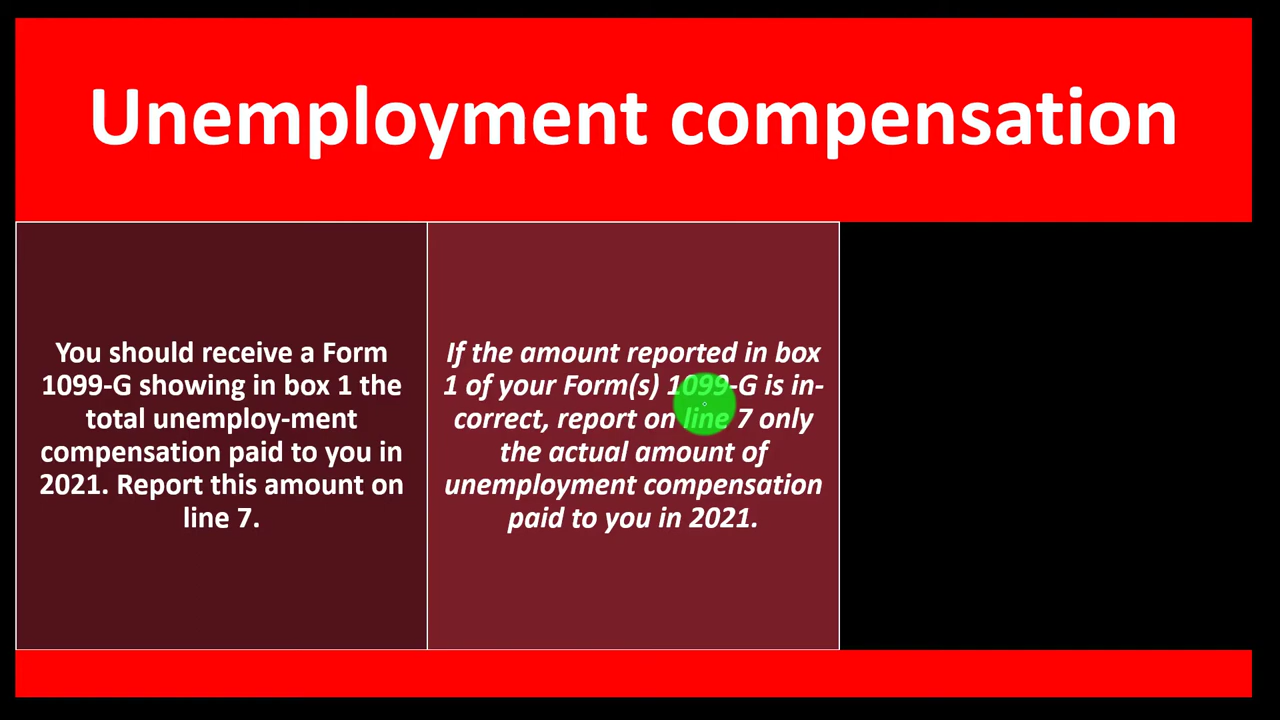 Unemployment compensation
You should receive a Form
1099-G showing in box 1 the
total unemploy-ment
compensation paid to you in
2021. Report this amount on
line 7.
If the amount reported in box
1 of your Form(s) 1099-G is in-
correct, report on line 7 only
the actual amount of
unemployment compensation
paid to you in 2021.